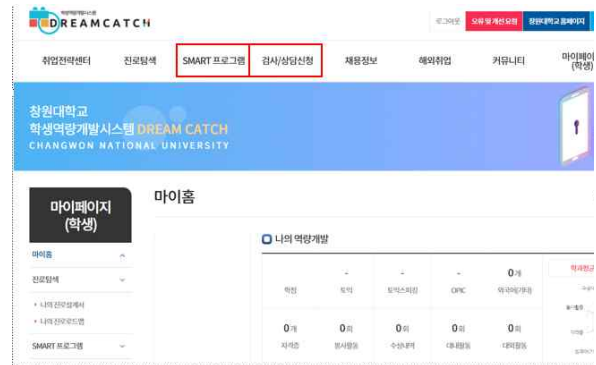 DREAMCATCH
로그아웃 오류 및 개선 요청 창원대학교 홈페이지
취업전략센터 진로탐색 SMART 프로그램 검사/상담신청 채용정보 해외취업 커뮤니티 마이페이
(학생)
창원대학교
학생역량개발시스템 DREAM CATCH
CHANGWON NATIONAL UNIVERSITY
마이페이지
(학생)
마이홈
나의 역량개발
마이홈
진로탐색
나의 진로설계서
나의 진로로드맵
SMART 프로그램
- - - 0개
학점 토익 토익스피킹 OPIC 외국어(기타)
0개 0회 0회 0회 0회
자격증 봉사활동 수상내역 대내활동 대외활동